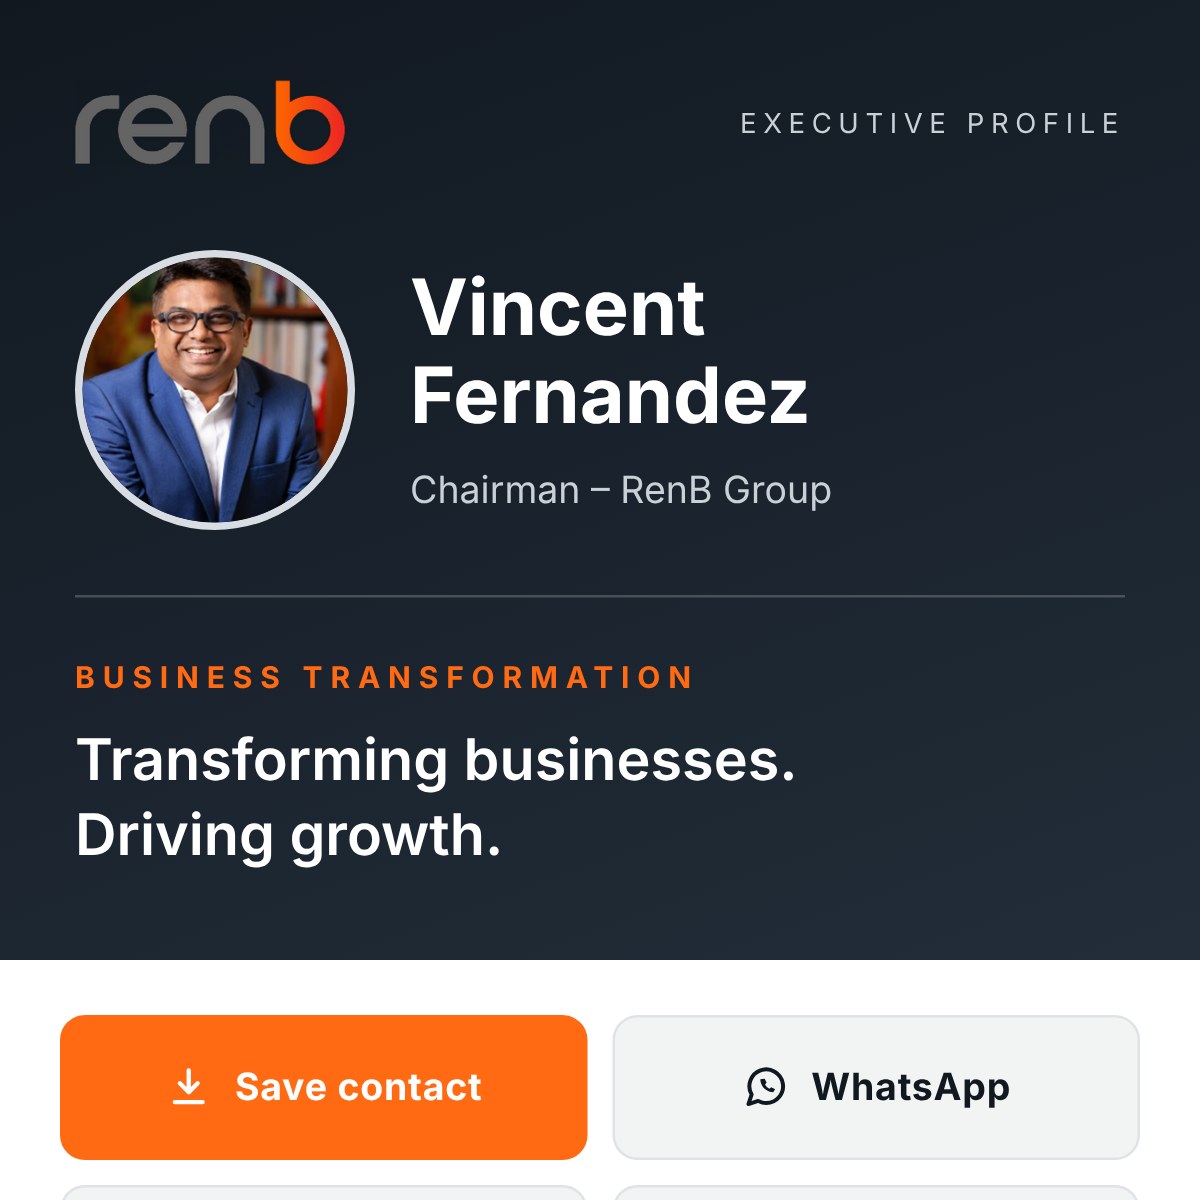 renb
EXECUTIVE PROFILE
Vincent
Fernandez
Chairman – RenB Group
BUSINESS TRANSFORMATION
Transforming businesses.
Driving growth.
Save contact
WhatsApp